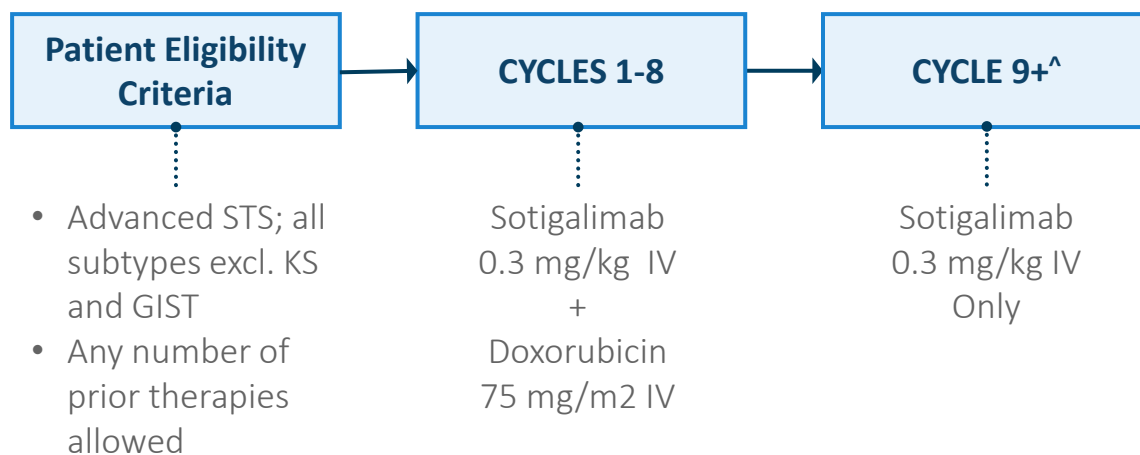 Patient Eligibility
Criteria
CYCLES 1-8
CYCLE 9+^
• Advanced STS; all
subtypes excl. KS
and GIST
• Any number of
prior therapies
allowed
Sotigalimab
0.3 mg/kg  IV
+
Doxorubicin
75 mg/m2 IV
Sotigalimab
0.3 mg/kg IV
Only